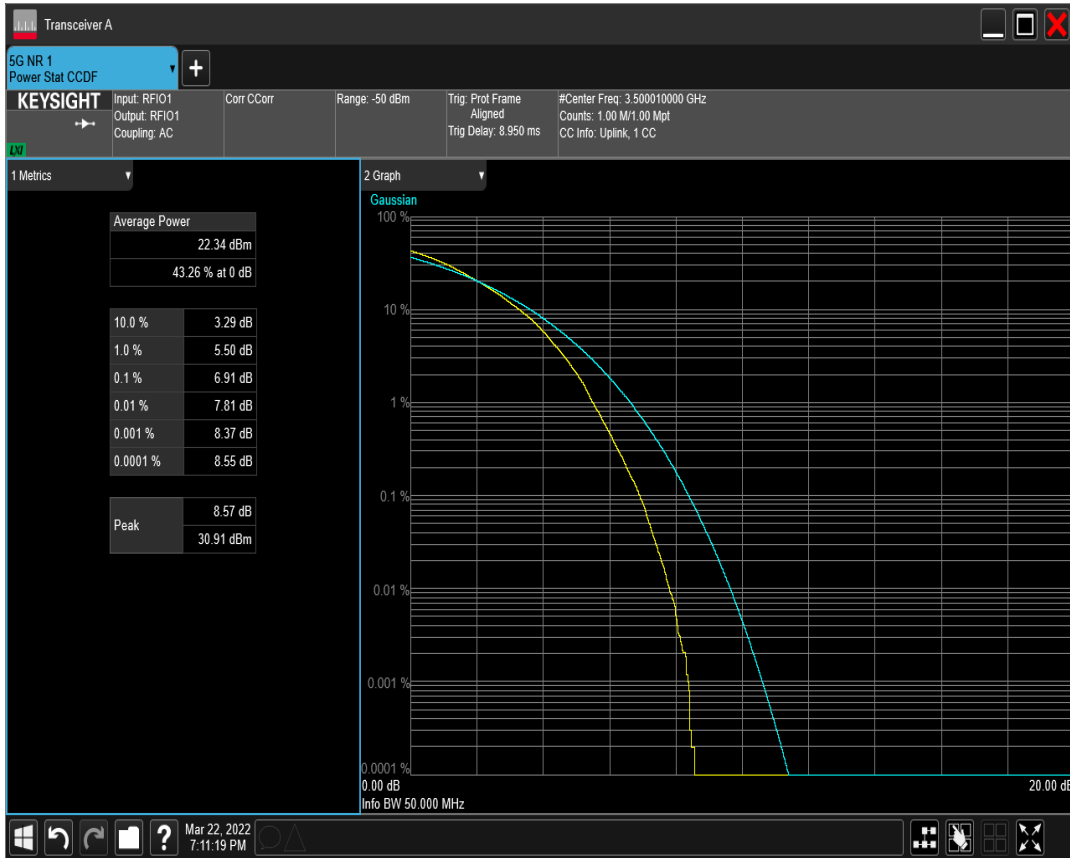 Transceiver A
5G NR 1
Power Stat CCDF
KEYSIGHT
LXI
Input: RFIO1
Output: RFIO1
Coupling: AC
Corr CCorr
Range: -50 dBm
Trig: Prot Frame
Aligned
Trig Delay: 8.950 ms
#Center Freq: 3.500010000 GHz
Counts: 1.00 M/1.00 Mpt
CC Info: Uplink, 1 CC
1 Metrics
Average Power
22.34 dBm
43.26 % at 0 dB
10.0 % 3.29 dB
1.0 % 5.50 dB
0.1 % 6.91 dB
0.01 % 7.81 dB
0.001 % 8.37 dB
0.0001 % 8.55 dB
Peak
8.57 dB
30.91 dBm
2 Graph
Gaussian
100 %
10 %
1 %
0.1 %
0.01 %
0.001 %
0.0001 %
0.00 dB 20.00 dB
Info BW 50.000 MHz
? Mar 22, 2022
7:11:19 PM